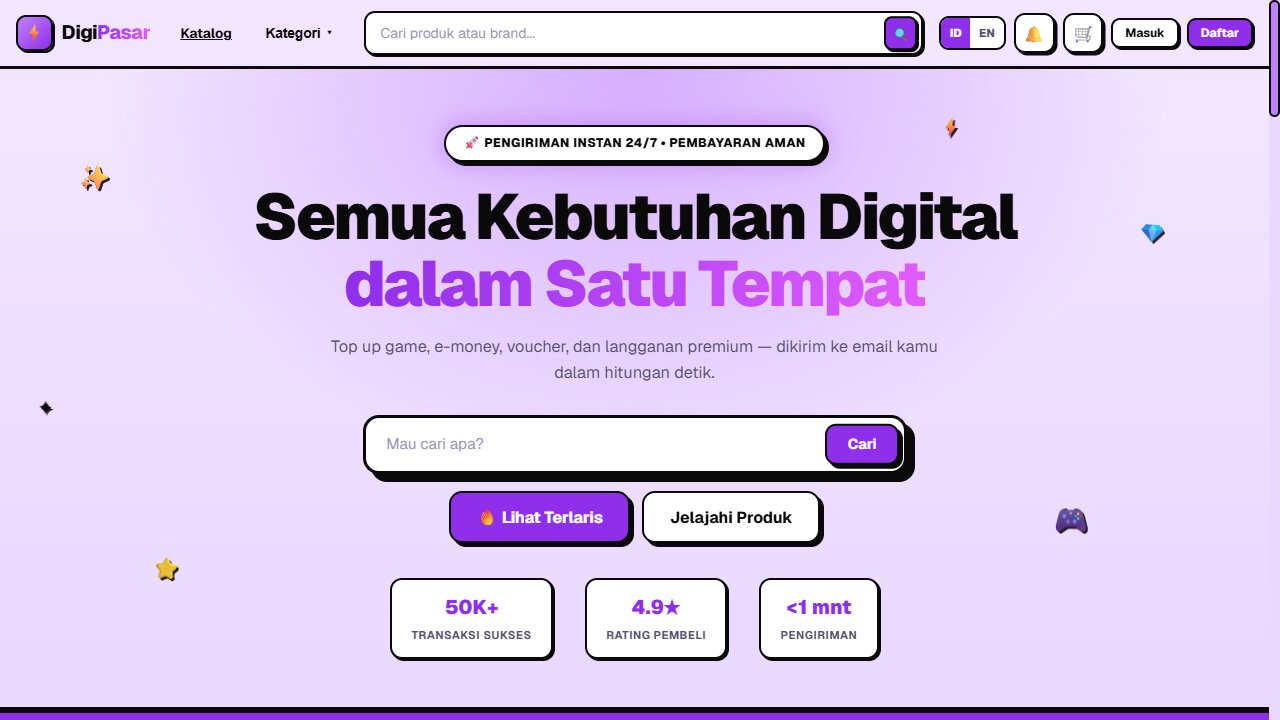 DigiPasar
Katalog
Kategori
Cari produk atau brand...
ID
EN
Masuk
Daftar
PENGIRIMAN INSTAN 24/7 • PEMBAYARAN AMAN
Semua Kebutuhan Digital
dalam Satu Tempat
Top up game, e-money, voucher, dan langganan premium — dikirim ke email kamu
dalam hitungan detik.
Mau cari apa?
Cari
Lihat Terlaris
Jelajahi Produk
50K+
TRANSAKSI SUKSES
4.9★
RATING PEMBELI
<1 mnt
PENGIRIMAN